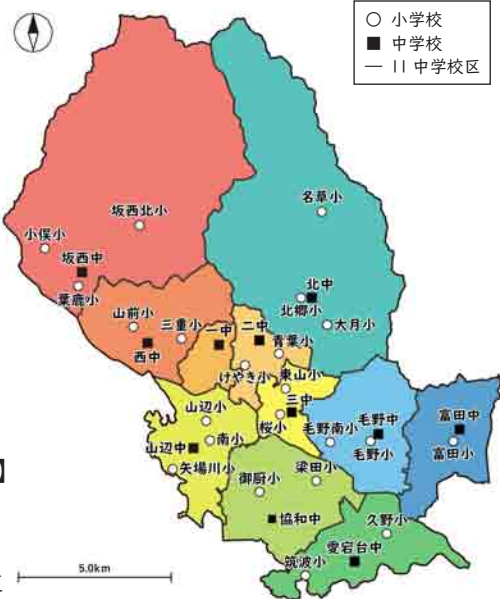 ○ 小学校
■ 中学校
― 11 中学校区
名草小
坂西北小
小俣小
坂西中
葉鹿小
北中
北郷小
大月小
山前小
三重小
西中
一中
二中
青葉小
けやき小
東山小
三中
桜小
山辺小
山辺中
南小
矢場川小
毛野南小
毛野中
毛野小
富田中
富田小
御厨小
梁田小
協和中
久野小
愛宕台中
筑波小
5.0km